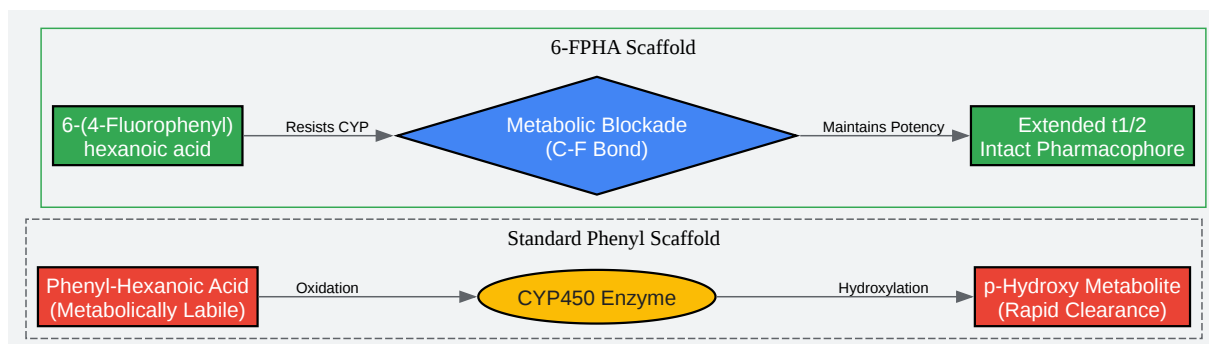 6-FPHA Scaffold
6-(4-Fluorophenyl)
hexanoic acid
Resists CYP
Metabolic Blockade
(C-F Bond)
Maintains Potency
Extended t1/2
Intact Pharmacophore
Standard Phenyl Scaffold
Phenyl-Hexanoic Acid
(Metabolically Labile)
Oxidation
CYP450 Enzyme
Hydroxylation
p-Hydroxy Metabolite
(Rapid Clearance)